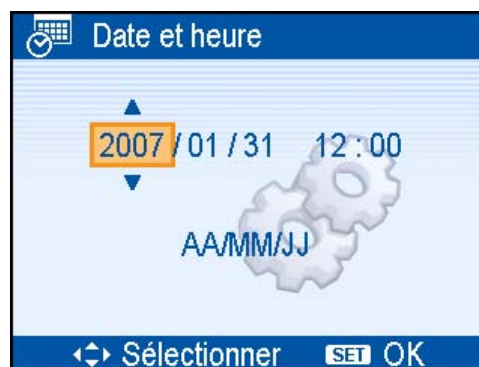 Date et heure
2007 / 01 / 31 12 : 00
AA/MM/JJ
Sélectionner SET OK